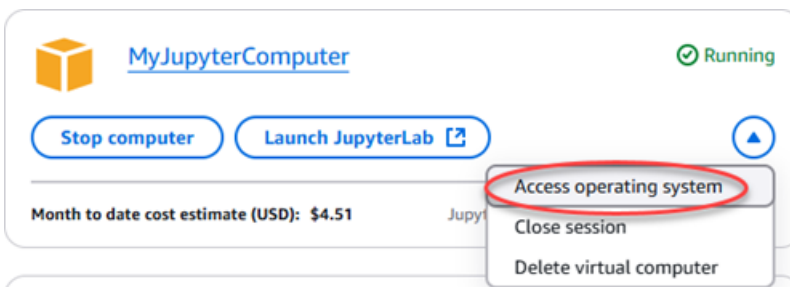 MyJupyterComputer
Running
Stop computer
Launch JupyterLab
Access operating system
Month to date cost estimate (USD): $4.51
Close session
Delete virtual computer